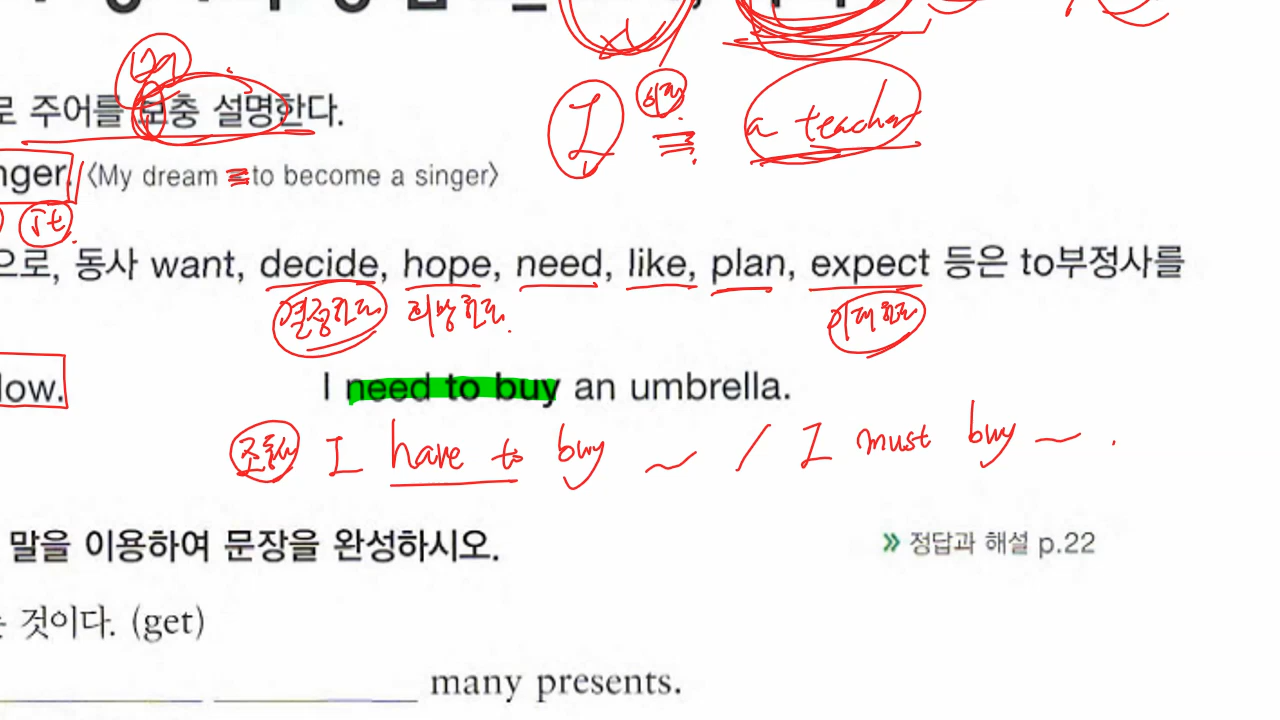 로 주어를 보충 설명한다.
I a teacher
nger. 〈My dream to become a singer〉
으로, 동사 want, decide, hope, need, like, plan, expect 등은 to부정사를
결정한다 희망한다. 기대한다
low. I need to buy an umbrella.
조동사 I have to buy ~ / I must buy ~ .
말을 이용하여 문장을 완성하시오. » 정답과 해설 p.22
는 것이다. (get)
many presents.